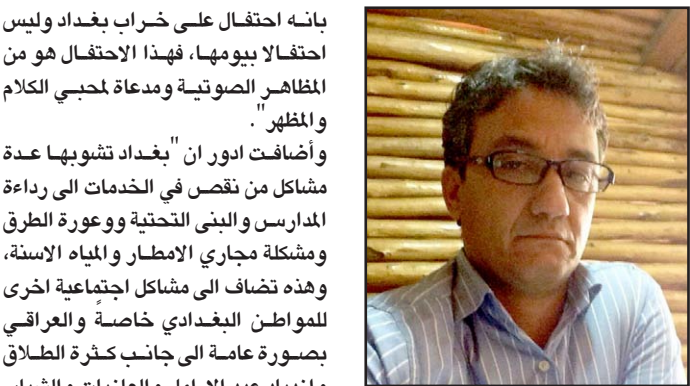 بانه احتفال على خراب بغداد وليس
احتفالا بيومها، فهذا الاحتفال هو من
المظاهر الصوتية ومدعاة لمحبي الكلام
والمظهر".
وأضافت ادور ان "بغداد تشوبها عدة
مشاكل من نقص في الخدمات الى رداءة
المدارس والبنى التحتية ووعورة الطرق
ومشكلة مجاري الامطار والمياه الاسنة،
وهذه تضاف الى مشاكل اجتماعية اخرى
للمواطن البغدادي خاصةً والعراقي
بصورة عامة الى جانب كثرة الطلاق